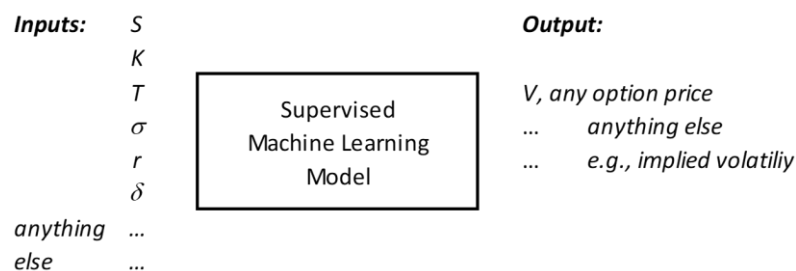 Inputs: S Output:
K
T V, any option price
Supervised
σ … anything else
Machine Learning
r … e.g., implied volatiliy
Model
δ
anything …
else …